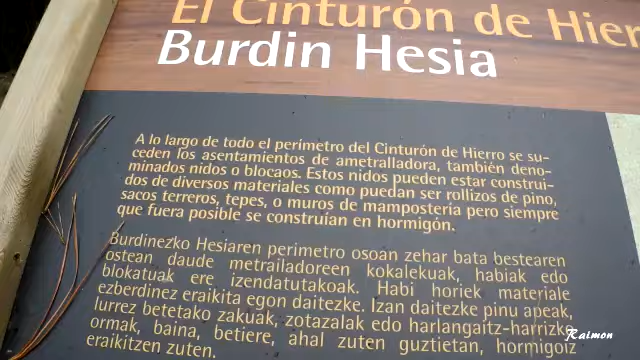 El Cinturón de Hier
Burdin Hesia
A lo largo de todo el perímetro del Cinturón de Hierro se su-
ceden los asentamientos de ametralladora, también deno-
minados nidos o blocaos. Estos nidos pueden estar construi-
dos de diversos materiales como puedan ser rollizos de pino,
sacos terreros, tepes, o muros de mampostería pero siempre
que fuera posible se construían en hormigón.
Burdinezko Hesiaren perimetro osoan zehar bata bestearen
ostean daude metrailadoreen kokalekuak, habiak edo
blokatuak ere izendatutakoak. Habi horiek materiale
ezberdinez eraikita egon daitezke. Izan daitezke pinu apeak,
lurrez betetako zakuak, zotazalak edo harlangaitz-harrizko
ormak, baina, betiere, ahal zuten guztietan, hormigoiz
eraikitzen zuten.
Raimon